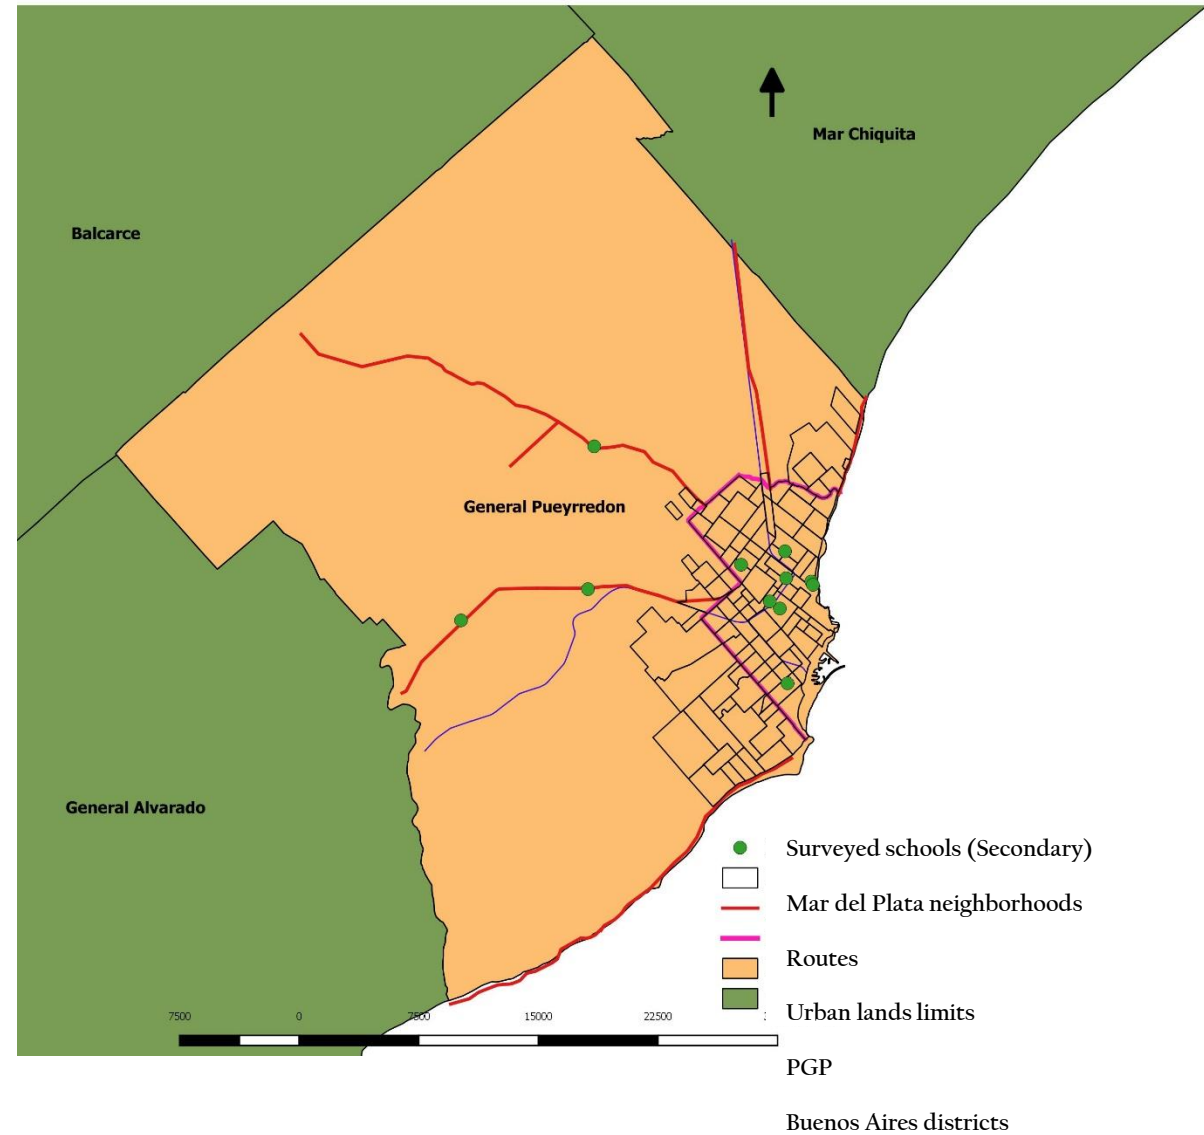 Mar Chiquita
Balcarce
General Pueyrredon
General Alvarado
Surveyed schools (Secondary)
Mar del Plata neighborhoods
Routes
Urban lands limits
PGP
Buenos Aires districts
7500 0 7500 15000 22500